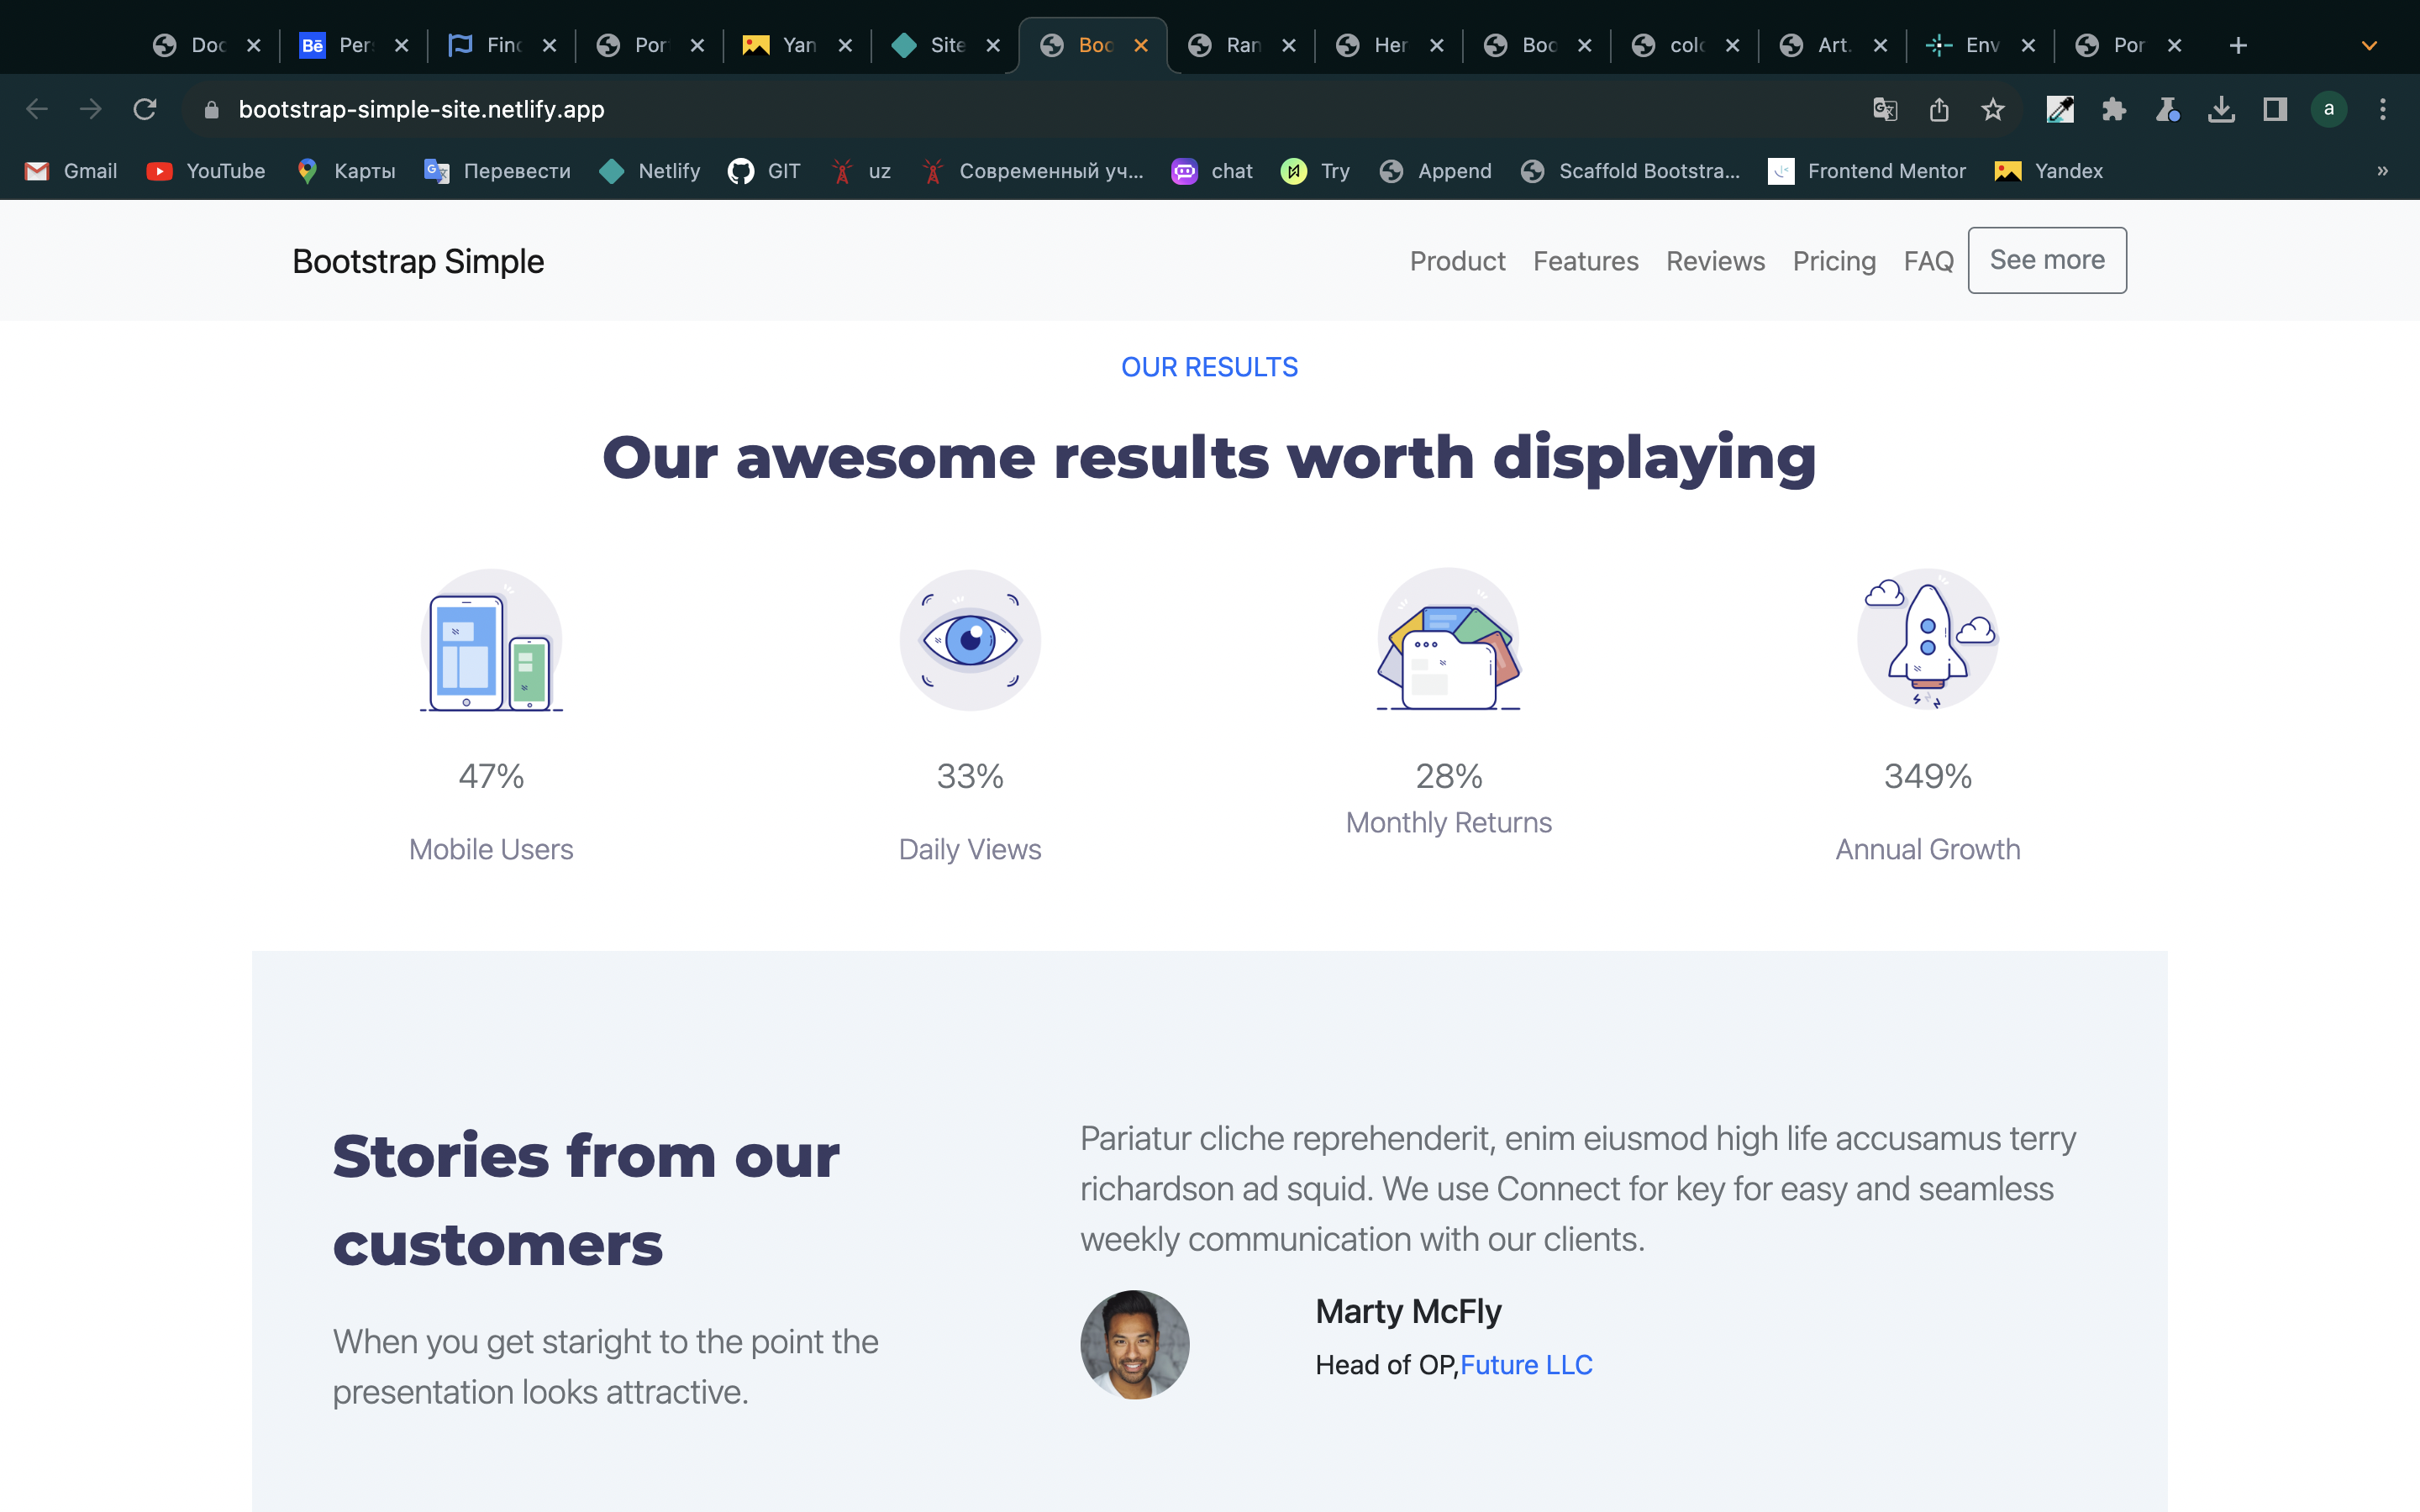 Doc
Bē Per
Find
Por
Yan
Site
Boo
Ran
Her
Boo
colo
Art.
Env
Por
bootstrap-simple-site.netlify.app
a
Gmail YouTube Карты Перевести Netlify GIT uz Современный уч... chat Try Append Scaffold Bootstra... Frontend Mentor Yandex »
Bootstrap Simple
Product Features Reviews Pricing FAQ See more
OUR RESULTS
Our awesome results worth displaying
47%
Mobile Users
33%
Daily Views
28%
Monthly Returns
349%
Annual Growth
Stories from our
customers
When you get staright to the point the
presentation looks attractive.
Pariatur cliche reprehenderit, enim eiusmod high life accusamus terry
richardson ad squid. We use Connect for key for easy and seamless
weekly communication with our clients.
Marty McFly
Head of OP,Future LLC